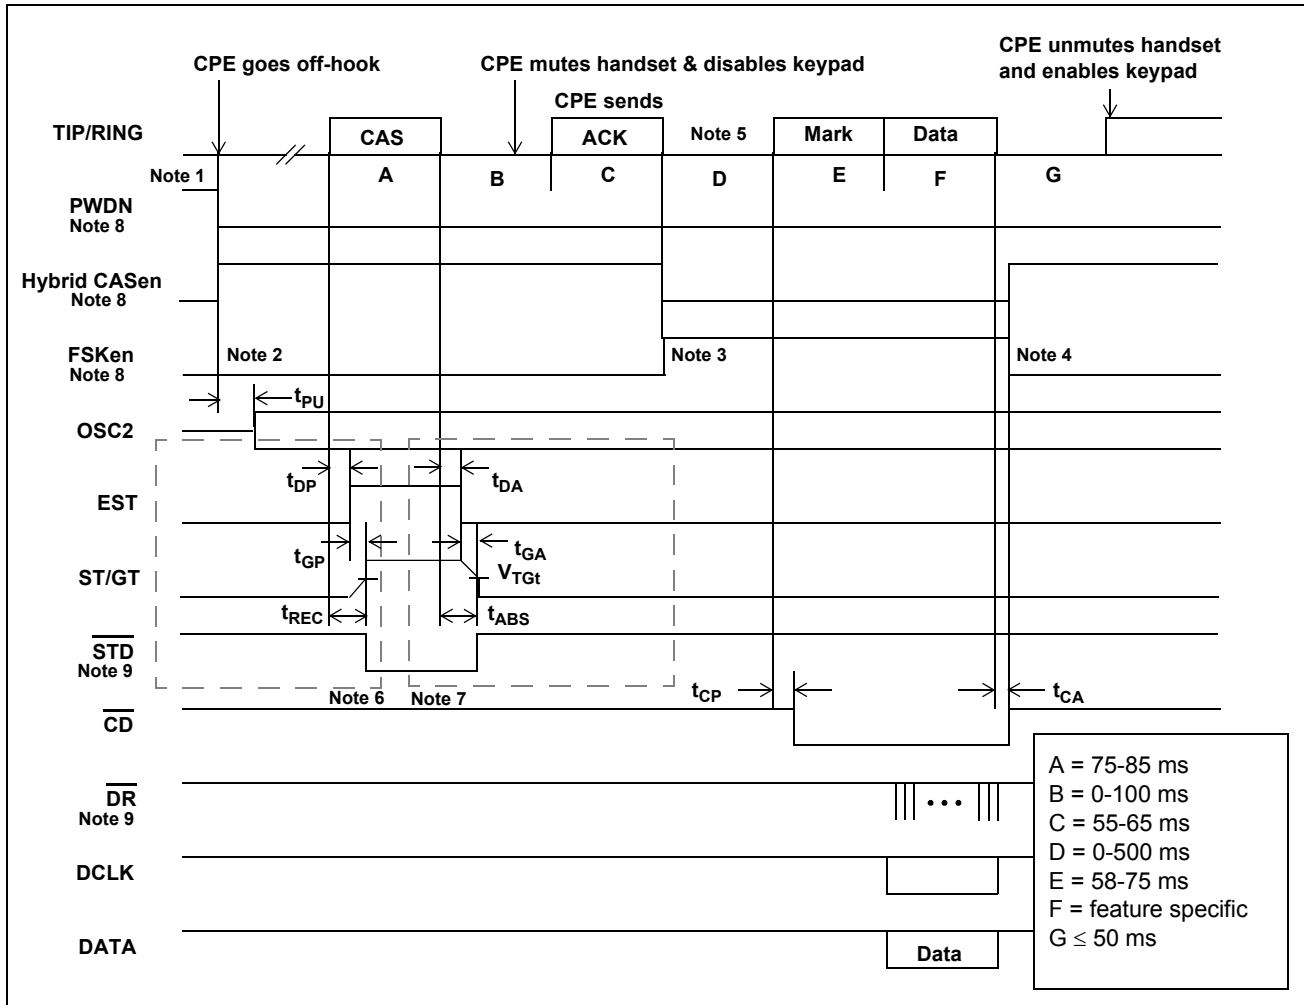 CPE goes off-hook
CPE mutes handset & disables keypad
CPE unmutes handset
and enables keypad
CPE sends
TIP/RING
CAS
ACK
Note 5
Mark
Data
Note 1
A
B
C
D
E
F
G
PWDN
Note 8
Hybrid CASen
Note 8
FSKen
Note 8
Note 2
Note 3
Note 4
tPU
OSC2
tDP
tDA
EST
tGP
tGA
ST/GT
VTGt
tREC
tABS
STD
Note 9
Note 6
Note 7
tCP
tCA
CD
DR
Note 9
• • •
DCLK
DATA
Data
A = 75-85 ms
B = 0-100 ms
C = 55-65 ms
D = 0-500 ms
E = 58-75 ms
F = feature specific
G ≤ 50 ms